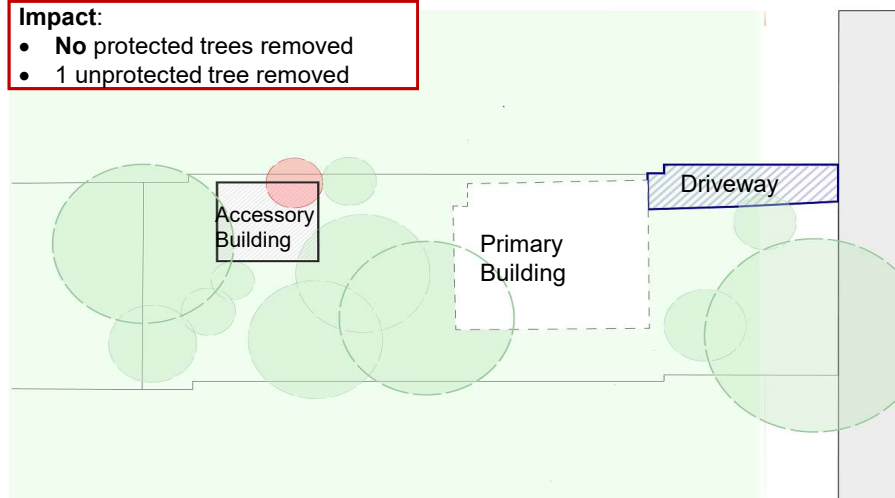 Impact:
• No protected trees removed
• 1 unprotected tree removed
Accessory
Building
Primary
Building
Driveway